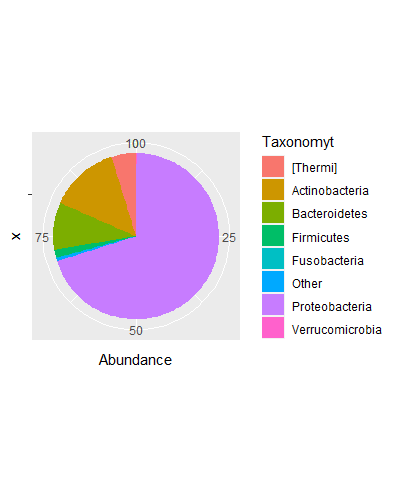 100
75
25
50
x
Abundance
Taxonomyt
[Thermi]
Actinobacteria
Bacteroidetes
Firmicutes
Fusobacteria
Other
Proteobacteria
Verrucomicrobia